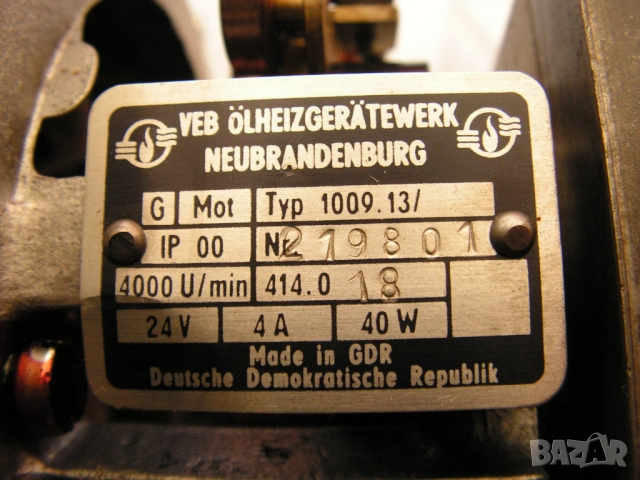 VEB ÖLHEIZGERÄTEWERK
NEUBRANDENBURG
G Mot Typ 1009.13/
IP 00 Nr. 219801
4000 U/min 414.0 18
24 V 4 A 40 W
Made in GDR
Deutsche Demokratische Republik
BAZAR